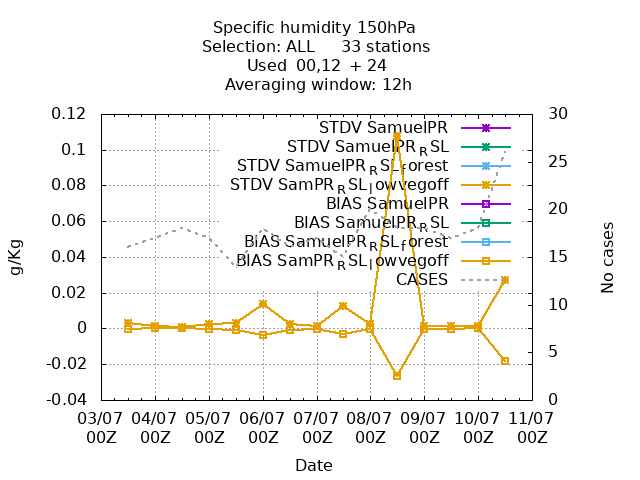 Specific humidity 150hPa
Selection: ALL 33 stations
Used 00,12 + 24
Averaging window: 12h
0.12
0.1
0.08
0.06
0.04
0.02
0
-0.02
-0.04
g/Kg
30
25
20
15
10
5
0
No cases
STDV SamuelPR
STDV SamuelPR_RSL
STDV SamuelPR_RSL_forest
STDV SamPR_RSL_lowvegoff
BIAS SamuelPR
BIAS SamuelPR_RSL
BIAS SamuelPR_RSL_forest
BIAS SamPR_RSL_lowvegoff
CASES
03/07 04/07 05/07 06/07 07/07 08/07 09/07 10/07 11/07
00Z 00Z 00Z 00Z 00Z 00Z 00Z 00Z 00Z
Date